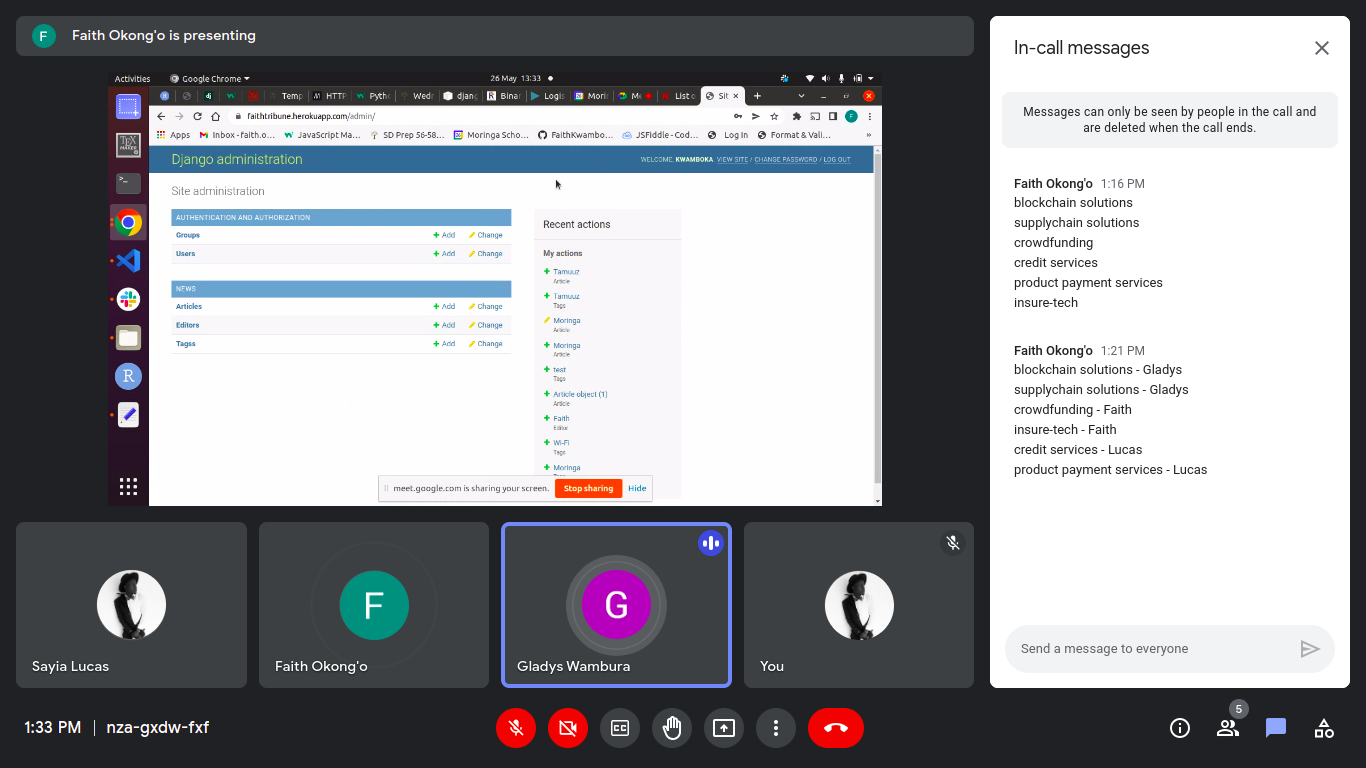 F Faith Okong'o is presenting
Activities Google Chrome 26 May 13:33
Temp HTTP Pytho Wedn djang Binar Logis Mori Me List o Sit
faithtribune.herokuapp.com/admin/ F
Apps Inbox - faith.o... JavaScript Ma... SD Prep 56-58... Moringa Scho... FaithKwambo... JSFiddle - Cod... Log In Format & Vali... »
Django administration
WELCOME, KWAMBOKA. VIEW SITE / CHANGE PASSWORD / LOG OUT
Site administration
AUTHENTICATION AND AUTHORIZATION
Groups + Add Change
Users + Add Change
NEWS
Articles + Add Change
Editors + Add Change
Tagss + Add Change
Recent actions
My actions
+ Tamuuz
Article
+ Tamuuz
Tags
Moringa
Article
+ Moringa
Article
+ test
Tags
+ Article object (1)
Article
+ Faith
Editor
+ Wi-Fi
Tags
+ Moringa
meet.google.com is sharing your screen. Stop sharing Hide
Sayia Lucas
F
Faith Okong'o
G
Gladys Wambura
You
1:33 PM | nza-gxdw-fxf
CC
5
In-call messages
Messages can only be seen by people in the call and
are deleted when the call ends.
Faith Okong'o 1:16 PM
blockchain solutions
supplychain solutions
crowdfunding
credit services
product payment services
insure-tech
Faith Okong'o 1:21 PM
blockchain solutions - Gladys
supplychain solutions - Gladys
crowdfunding - Faith
insure-tech - Faith
credit services - Lucas
product payment services - Lucas
Send a message to everyone